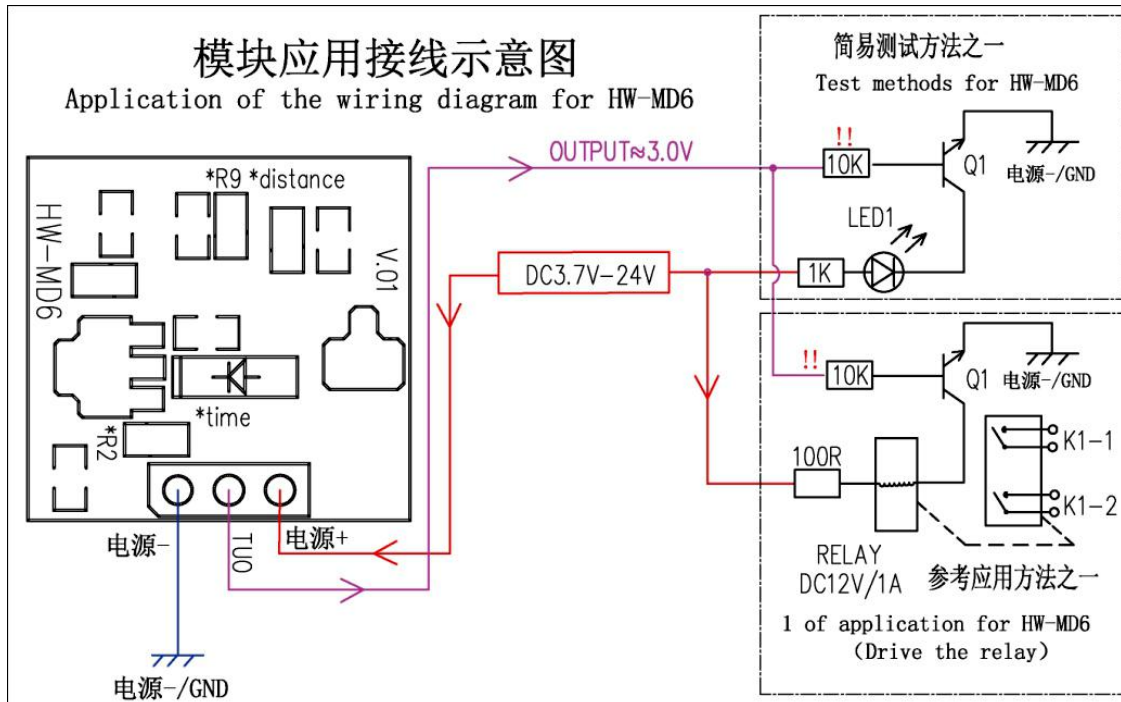 模块应用接线示意图
Application of the wiring diagram for HW-MD6
HW-MD6
*R9 *distance
V.01
*time
*R2
电源-
OUT
电源+
电源-/GND
OUTPUT≈3.0V
DC3.7V-24V
简易测试方法之一
Test methods for HW-MD6
!!
10K
Q1
电源-/GND
LED1
1K
!!
10K
Q1
电源-/GND
100R
K1-1
K1-2
RELAY
DC12V/1A
参考应用方法之一
1 of application for HW-MD6
(Drive the relay)